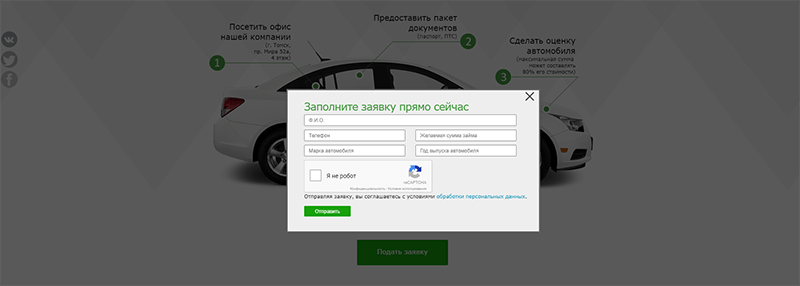 Посетить офис
нашей компании
(г. Томск,
пр. Мира 52а,
4 этаж)
1
Предоставить пакет
документов
(паспорт, ПТС)
2
Сделать оценку
автомобиля
(максимальная сумма
может составлять
80% его стоимости)
3
Заполните заявку прямо сейчас
Ф.И.О.
Телефон
Желаемая сумма займа
Марка автомобиля
Год выпуска автомобиля
Я не робот
reCAPTCHA
Конфиденциальность - Условия использования
Отправляя заявку, вы соглашаетесь с условиями обработки персональных данных.
Отправить
Подать заявку